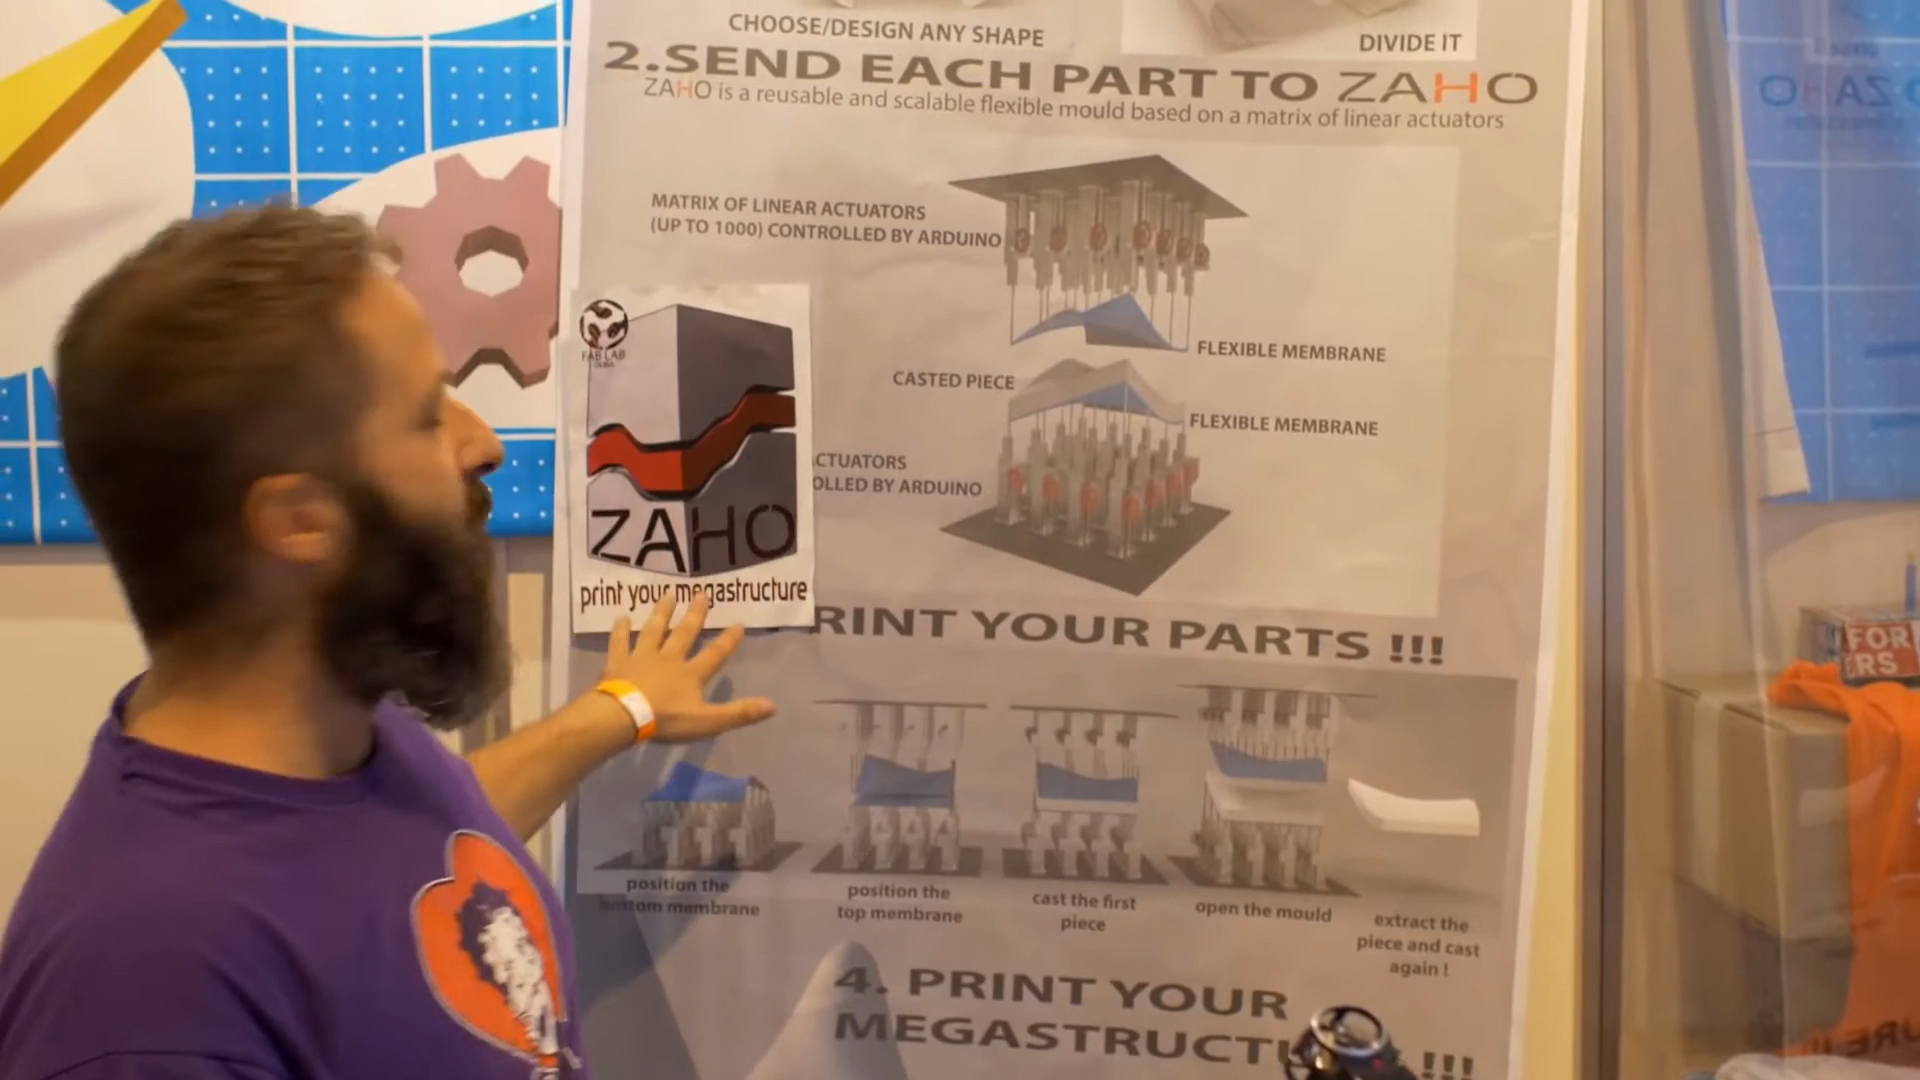 CHOOSE/DESIGN ANY SHAPE
DIVIDE IT
2.SEND EACH PART TO ZAHO
ZAHO is a reusable and scalable flexible mould based on a matrix of linear actuators
MATRIX OF LINEAR ACTUATORS
(UP TO 1000) CONTROLLED BY ARDUINO
FLEXIBLE MEMBRANE
CASTED PIECE
FLEXIBLE MEMBRANE
CTUATORS
OLLED BY ARDUINO
FAB LAB
ZAHO
print your megastructure
RINT YOUR PARTS !!!
position the
bottom membrane
position the
top membrane
cast the first
piece
open the mould
extract the
piece and cast
again !
4. PRINT YOUR
MEGASTRUCT !!!
FOR